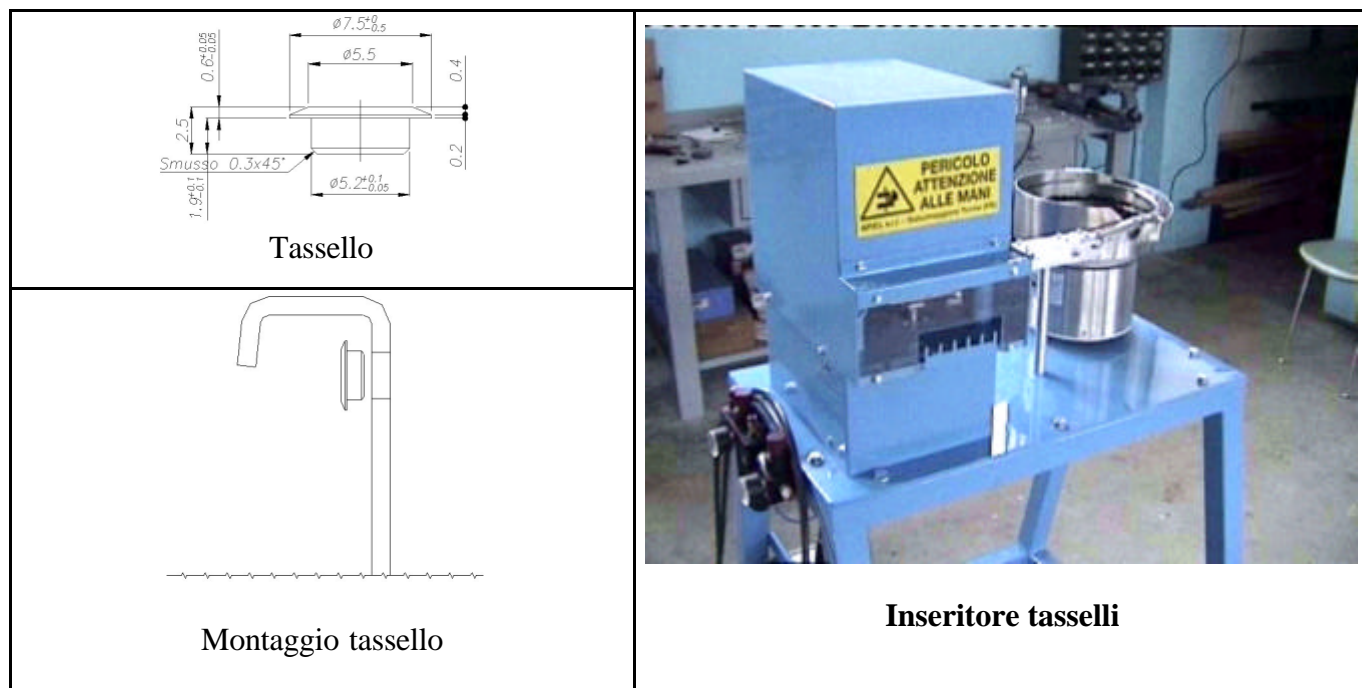 ø7.5+0-0.5
ø5.5
0.6+0.05-0.05
0.4
2.5
0.2
Smusso 0.3x45°
1.9+0.1-0.1
ø5.2+0.1-0.05
Tassello
Montaggio tassello
PERICOLO
ATTENZIONE
ALLE MANI
Inseritore tasselli